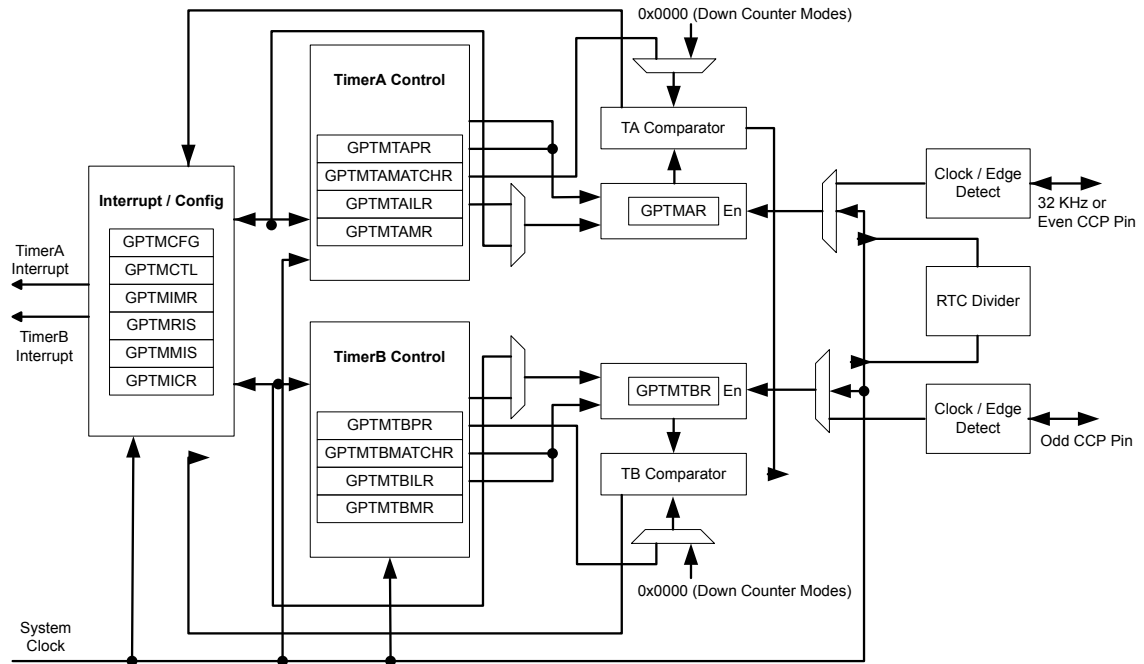 0x0000 (Down Counter Modes)
TimerA Control
GPTMTAPR
GPTMTAMATCHR
GPTMTAILR
GPTMTAMR
TA Comparator
GPTMAR
En
Clock / Edge
Detect
32 KHz or
Even CCP Pin
Interrupt / Config
GPTMCFG
GPTMCTL
GPTMIMR
GPTMRIS
GPTMMIS
GPTMICR
TimerA
Interrupt
TimerB
Interrupt
RTC Divider
TimerB Control
GPTMTBPR
GPTMTBMATCHR
GPTMTBILR
GPTMTBMR
GPTMTBR
En
TB Comparator
Clock / Edge
Detect
Odd CCP Pin
0x0000 (Down Counter Modes)
System
Clock